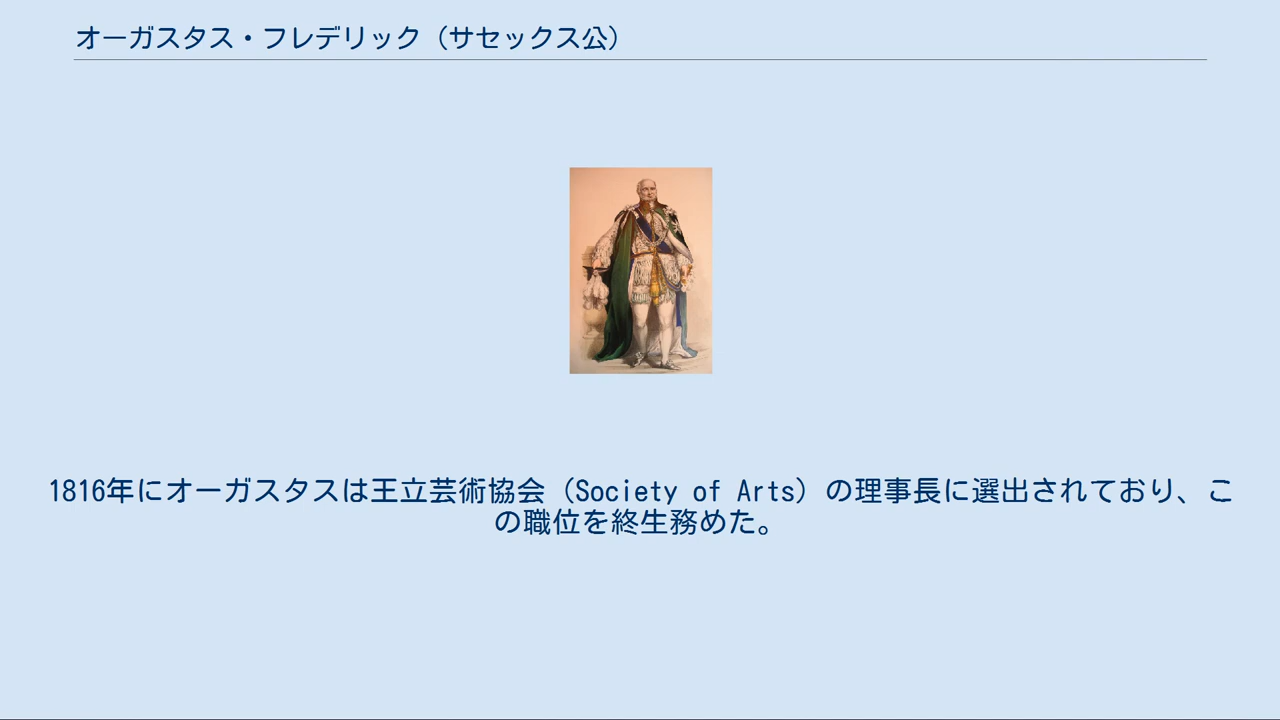 オーガスタス・フレデリック（サセックス公）
1816年にオーガスタスは王立芸術協会（Society of Arts）の理事長に選出されており、こ
の職位を終生務めた。